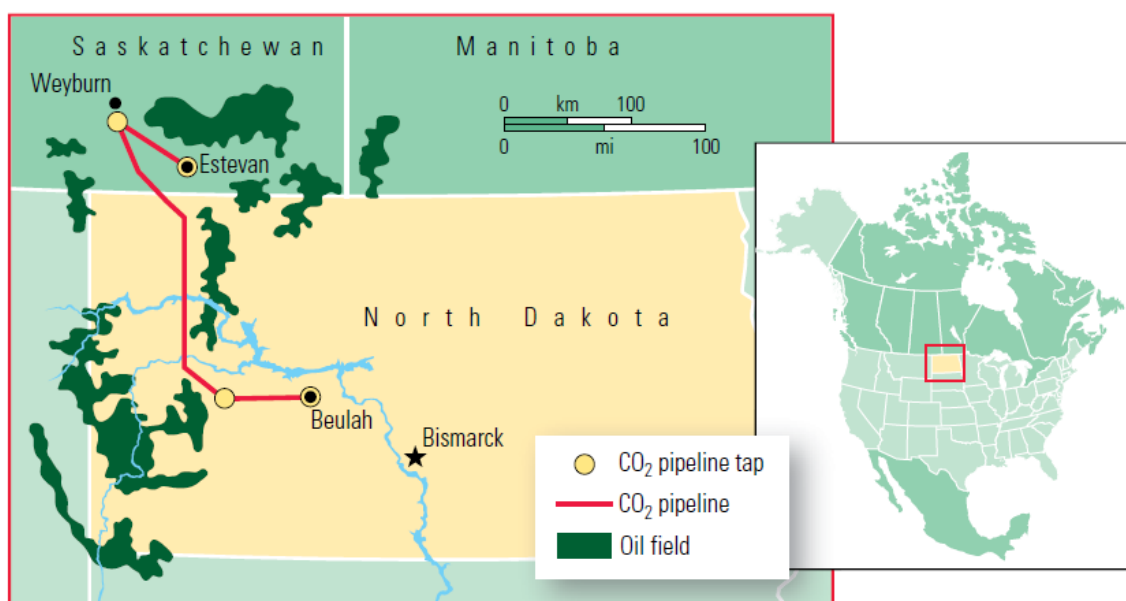 Saskatchewan
Manitoba
Weyburn
0 km 100
0 mi 100
Estevan
North Dakota
Beulah
Bismarck
CO₂ pipeline tap
CO₂ pipeline
Oil field